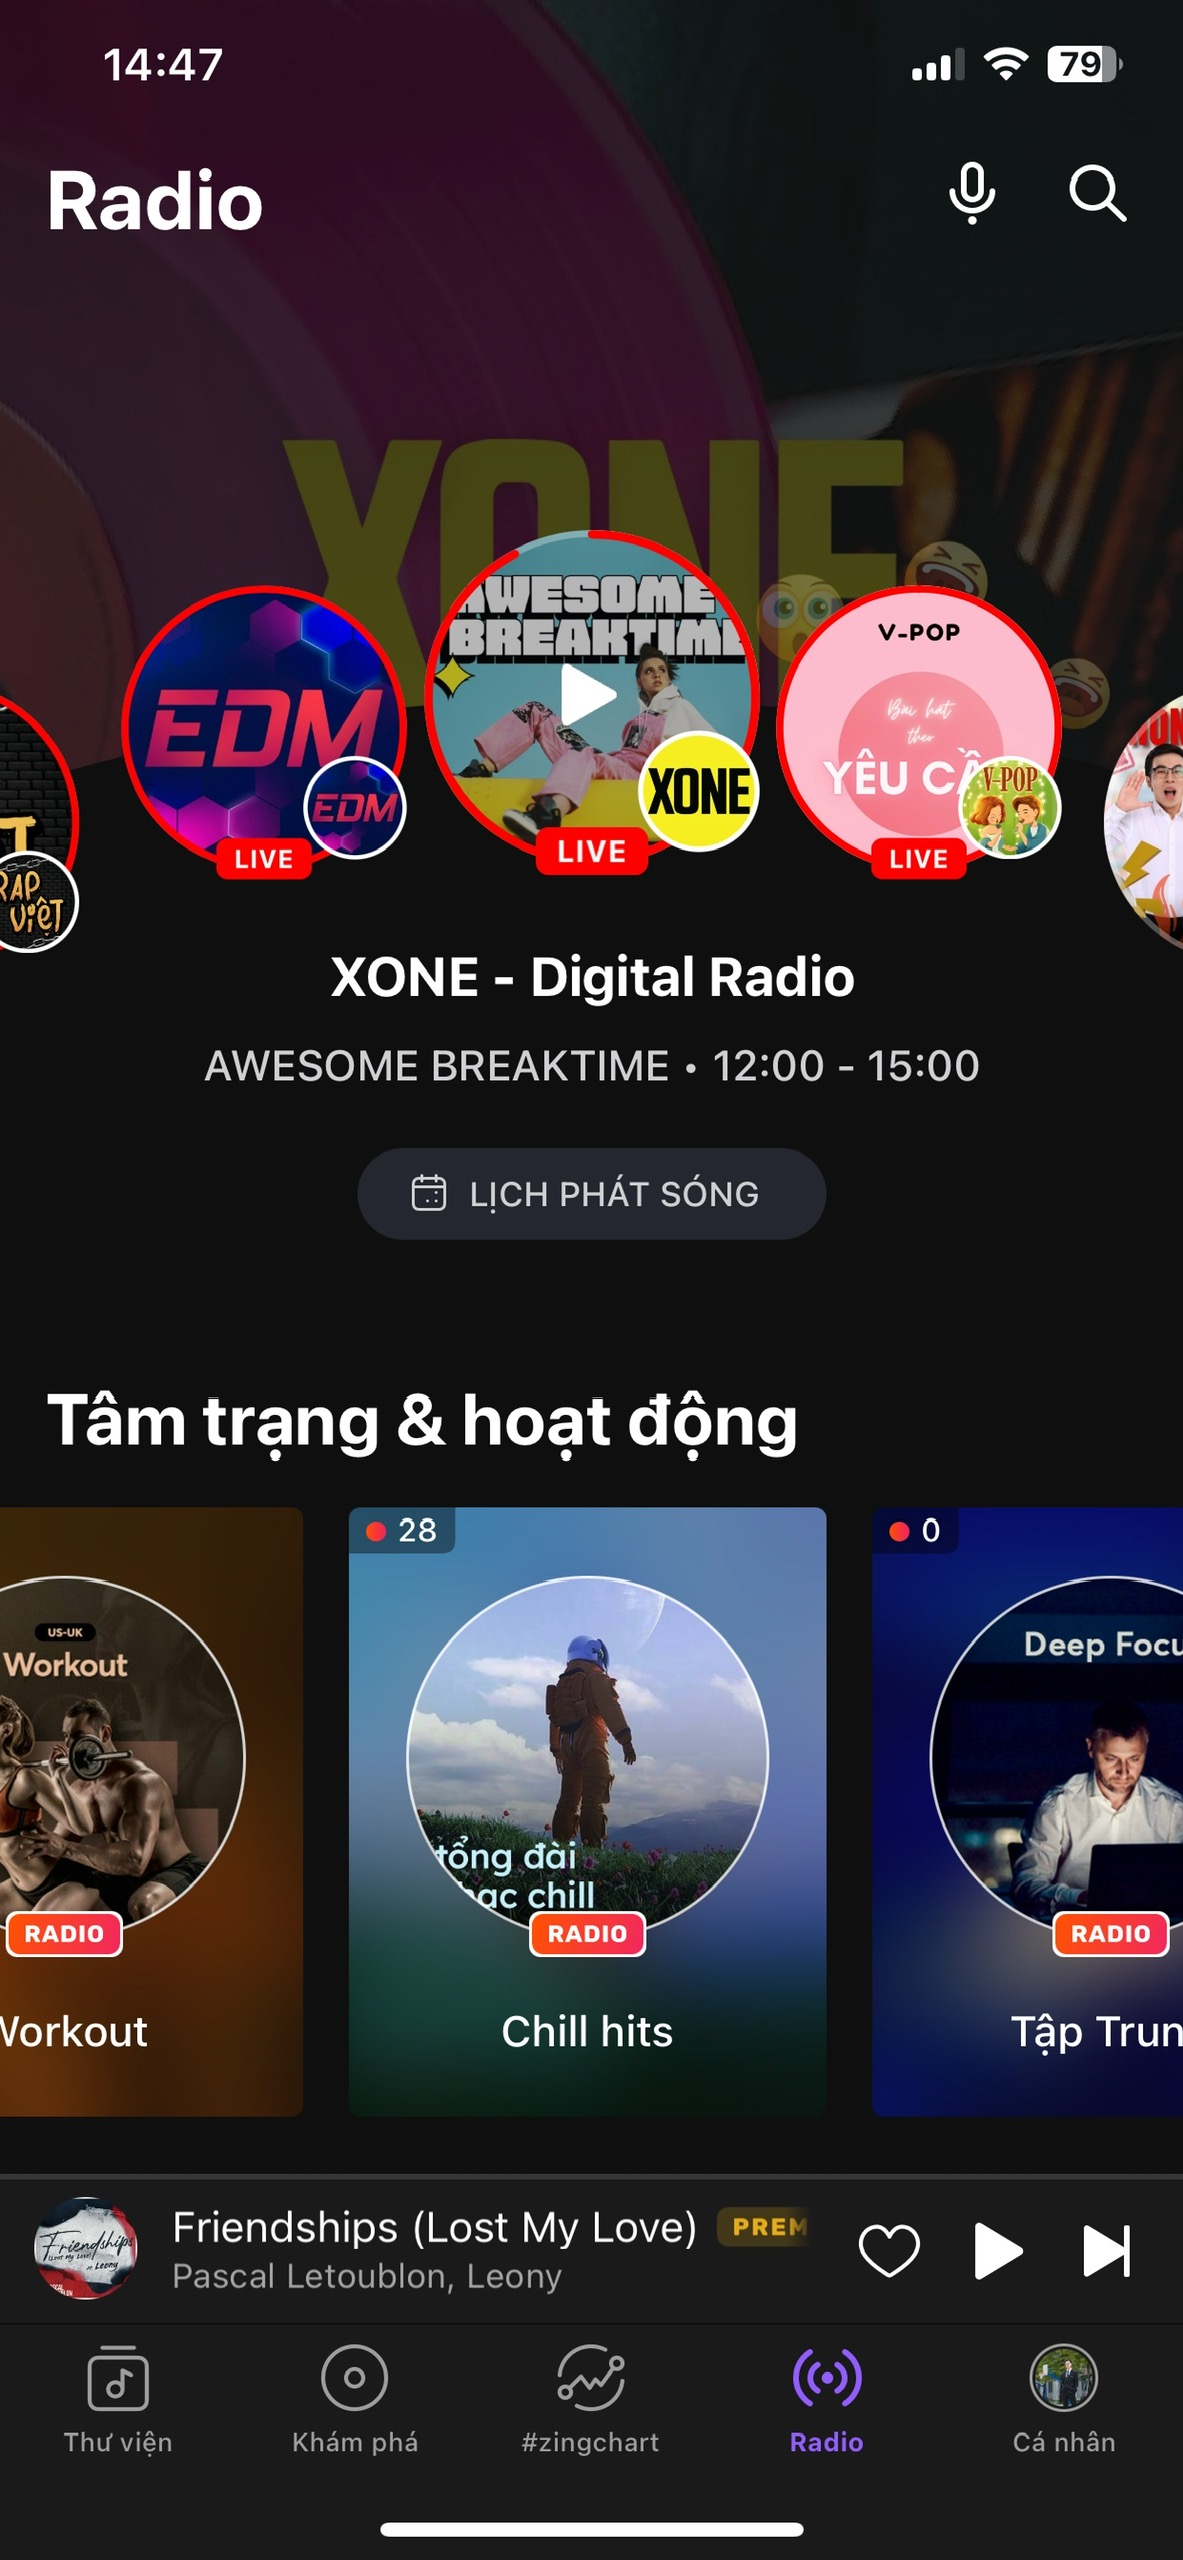 14:47
79
Radio
XONE
AWESOME
BREAKTIME
V-POP
Bài hát
theo
YÊU CẦ
EDM
EDM
XONE
V-POP
RAP
VIỆT
LIVE
LIVE
LIVE
XONE - Digital Radio
AWESOME BREAKTIME • 12:00 - 15:00
LỊCH PHÁT SÓNG
Tâm trạng & hoạt động
28
0
US-UK
Workout
Deep Focu
tổng đài
hạc chill
RADIO
RADIO
RADIO
Workout
Chill hits
Tập Trun
Friendships
Leony
Friendships (Lost My Love) PREM
Pascal Letoublon, Leony
Thư viện
Khám phá
#zingchart
Radio
Cá nhân